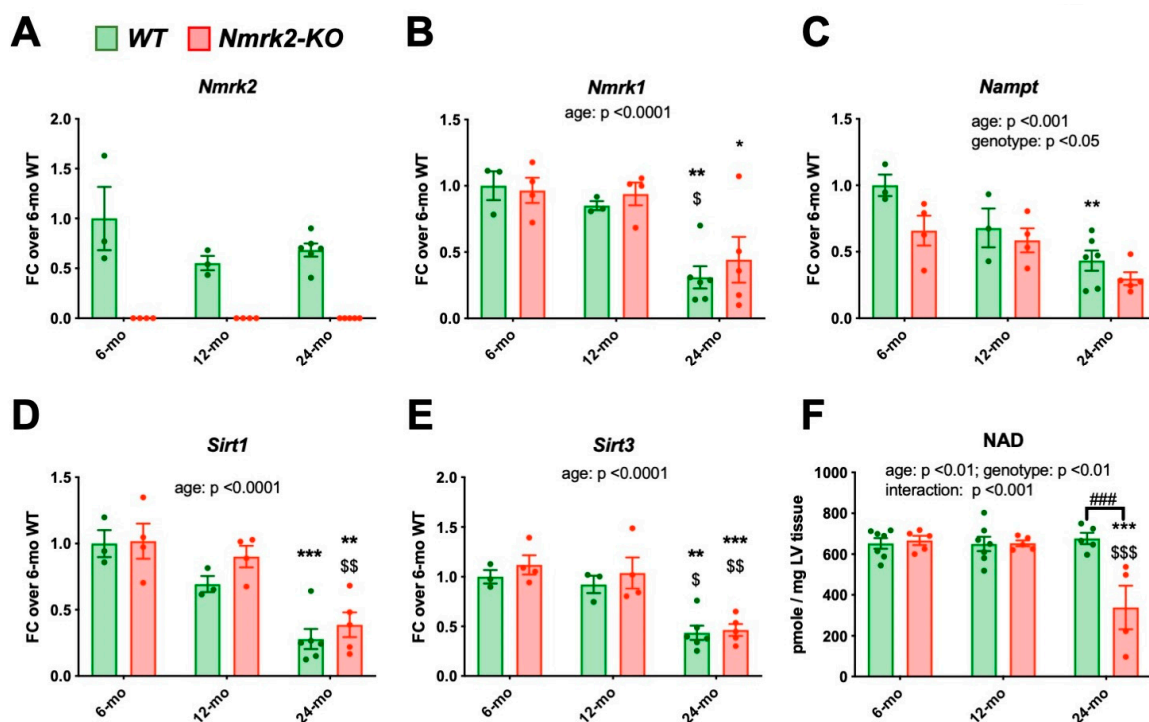 A WT Nmrk2-KO
Nmrk2
FC over 6-mo WT
2.0
1.5
1.0
0.5
0.0
6-mo 12-mo 24-mo
B
Nmrk1
age: p <0.0001
FC over 6-mo WT
1.5
1.0
0.5
0.0
** *
$
6-mo 12-mo 24-mo
C
Nampt
age: p <0.001
genotype: p <0.05
FC over 6-mo WT
1.5
1.0
0.5
0.0
**
6-mo 12-mo 24-mo
D
Sirt1
age: p <0.0001
FC over 6-mo WT
1.5
1.0
0.5
0.0
*** **
$$
6-mo 12-mo 24-mo
E
Sirt3
age: p <0.0001
FC over 6-mo WT
2.0
1.5
1.0
0.5
0.0
** ***
$ $$
6-mo 12-mo 24-mo
F
NAD
age: p <0.01; genotype: p <0.01
interaction: p <0.001
pmole / mg LV tissue
1000
800
600
400
200
0
###
***
$$$
6-mo 12-mo 24-mo